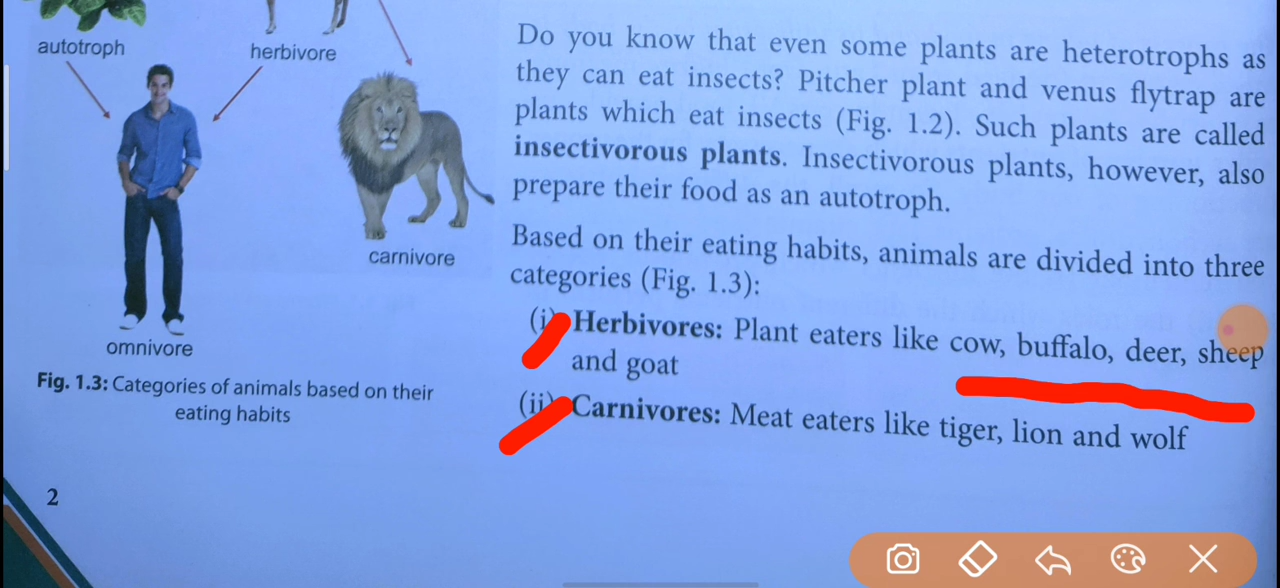 autotroph
herbivore
carnivore
omnivore
Fig. 1.3: Categories of animals based on their
eating habits
2
Do you know that even some plants are heterotrophs as
they can eat insects? Pitcher plant and venus flytrap are
plants which eat insects (Fig. 1.2). Such plants are called
insectivorous plants. Insectivorous plants, however, also
prepare their food as an autotroph.
Based on their eating habits, animals are divided into three
categories (Fig. 1.3):
(i) Herbivores: Plant eaters like cow, buffalo, deer, sheep
and goat
(ii) Carnivores: Meat eaters like tiger, lion and wolf